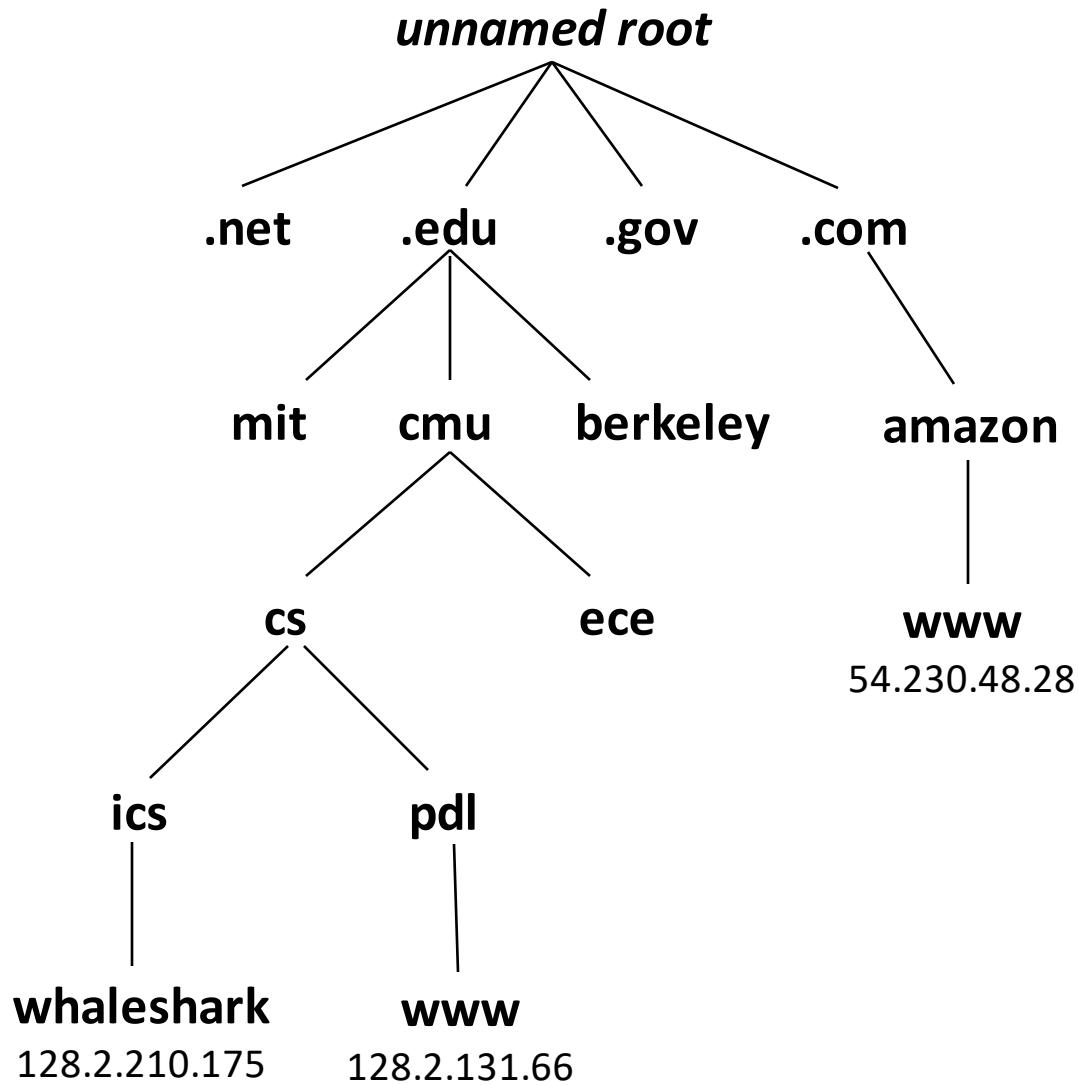 unnamed root
.net .edu .gov .com
mit cmu berkeley amazon
cs ece www
54.230.48.28
ics pdl
whaleshark www
128.2.210.175 128.2.131.66